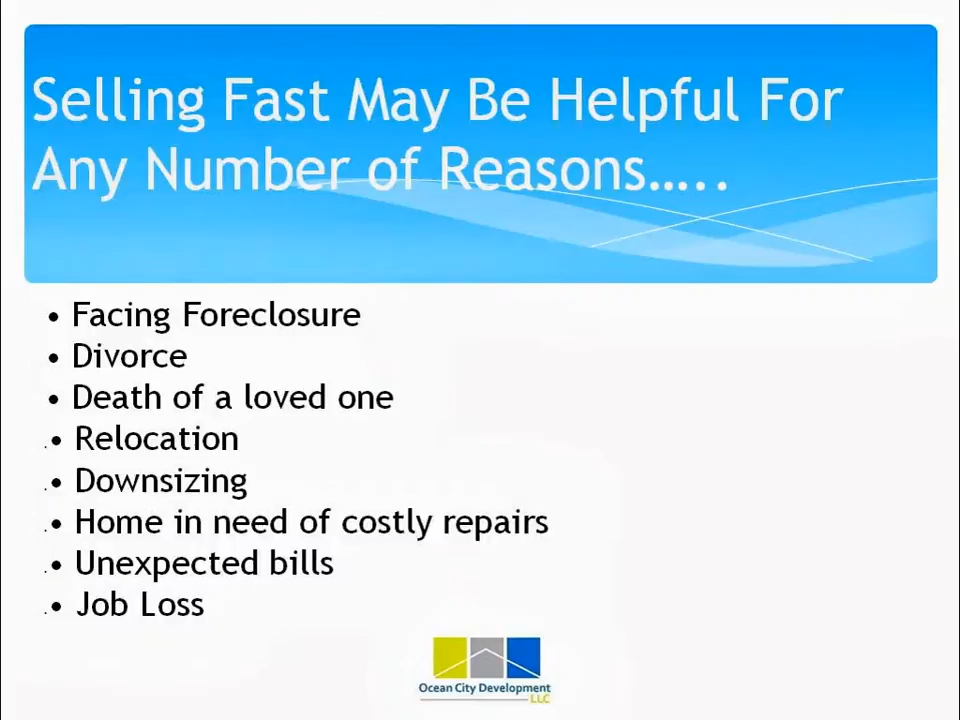 Selling Fast May Be Helpful For
Any Number of Reasons.....
• Facing Foreclosure
• Divorce
• Death of a loved one
• Relocation
• Downsizing
• Home in need of costly repairs
• Unexpected bills
• Job Loss
Ocean City Development
LLC